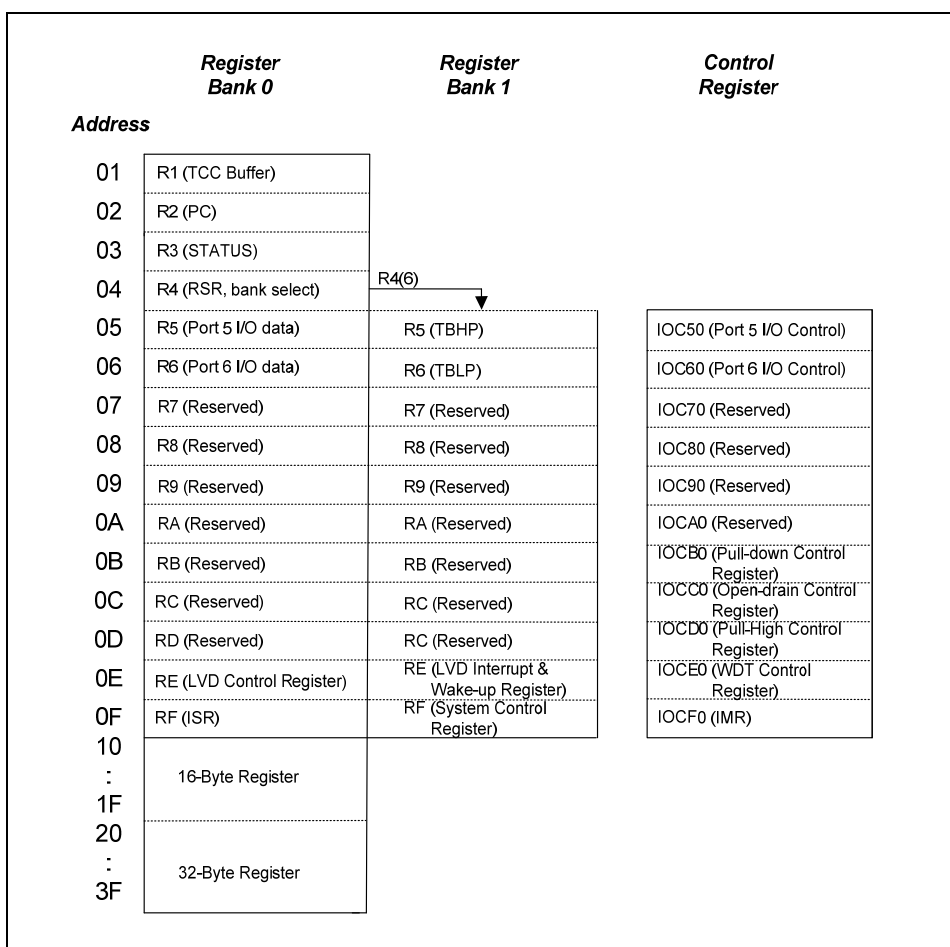 Register Bank 0
Register Bank 1
Control Register
Address
01 R1 (TCC Buffer)
02 R2 (PC)
03 R3 (STATUS)
04 R4 (RSR, bank select) R4(6)
05 R5 (Port 5 I/O data) R5 (TBHP) IOC50 (Port 5 I/O Control)
06 R6 (Port 6 I/O data) R6 (TBLP) IOC60 (Port 6 I/O Control)
07 R7 (Reserved) R7 (Reserved) IOC70 (Reserved)
08 R8 (Reserved) R8 (Reserved) IOC80 (Reserved)
09 R9 (Reserved) R9 (Reserved) IOC90 (Reserved)
0A RA (Reserved) RA (Reserved) IOCA0 (Reserved)
0B RB (Reserved) RB (Reserved) IOCB0 (Pull-down Control Register)
0C RC (Reserved) RC (Reserved) IOCC0 (Open-drain Control Register)
0D RD (Reserved) RC (Reserved) IOCD0 (Pull-High Control Register)
0E RE (LVD Control Register) RE (LVD Interrupt & Wake-up Register) IOCE0 (WDT Control Register)
0F RF (ISR) RF (System Control Register) IOCF0 (IMR)
10
:
16-Byte Register
1F
20
:
32-Byte Register
3F